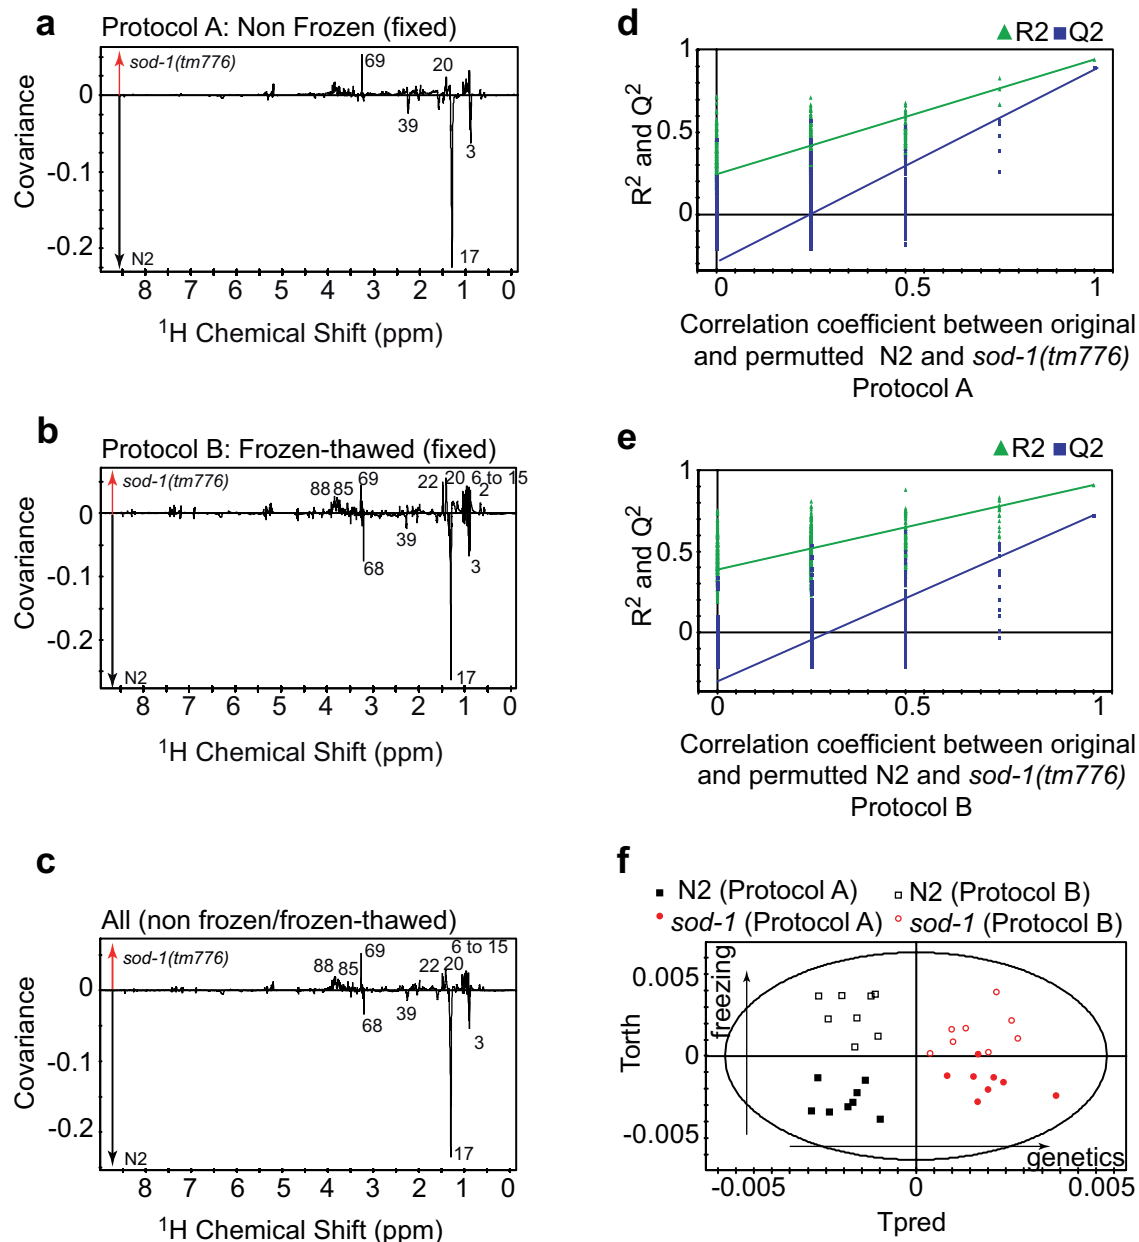 a
Protocol A: Non Frozen (fixed)
sod-1(tm776)
69
20
0
39
3
-0.1
Covariance
-0.2
N2
17
8 7 6 5 4 3 2 1 0
1H Chemical Shift (ppm)
b
Protocol B: Frozen-thawed (fixed)
sod-1(tm776)
88 85 69 22 20 6 to 15
2
0
39
68
3
-0.1
Covariance
-0.2
N2
17
8 7 6 5 4 3 2 1 0
1H Chemical Shift (ppm)
c
All (non frozen/frozen-thawed)
sod-1(tm776)
88 85 69 22 20 6 to 15
0
68
39
3
-0.1
Covariance
-0.2
N2
17
8 7 6 5 4 3 2 1 0
1H Chemical Shift (ppm)
d
R2 Q2
1
0.5
0
R2 and Q2
0 0.5 1
Correlation coefficient between original
and permutted N2 and sod-1(tm776)
Protocol A
e
R2 Q2
1
0.5
0
R2 and Q2
0 0.5 1
Correlation coefficient between original
and permutted N2 and sod-1(tm776)
Protocol B
f
N2 (Protocol A) N2 (Protocol B)
sod-1 (Protocol A) sod-1 (Protocol B)
0.005
freezing
0
Torth
-0.005
genetics
-0.005 0 0.005
Tpred